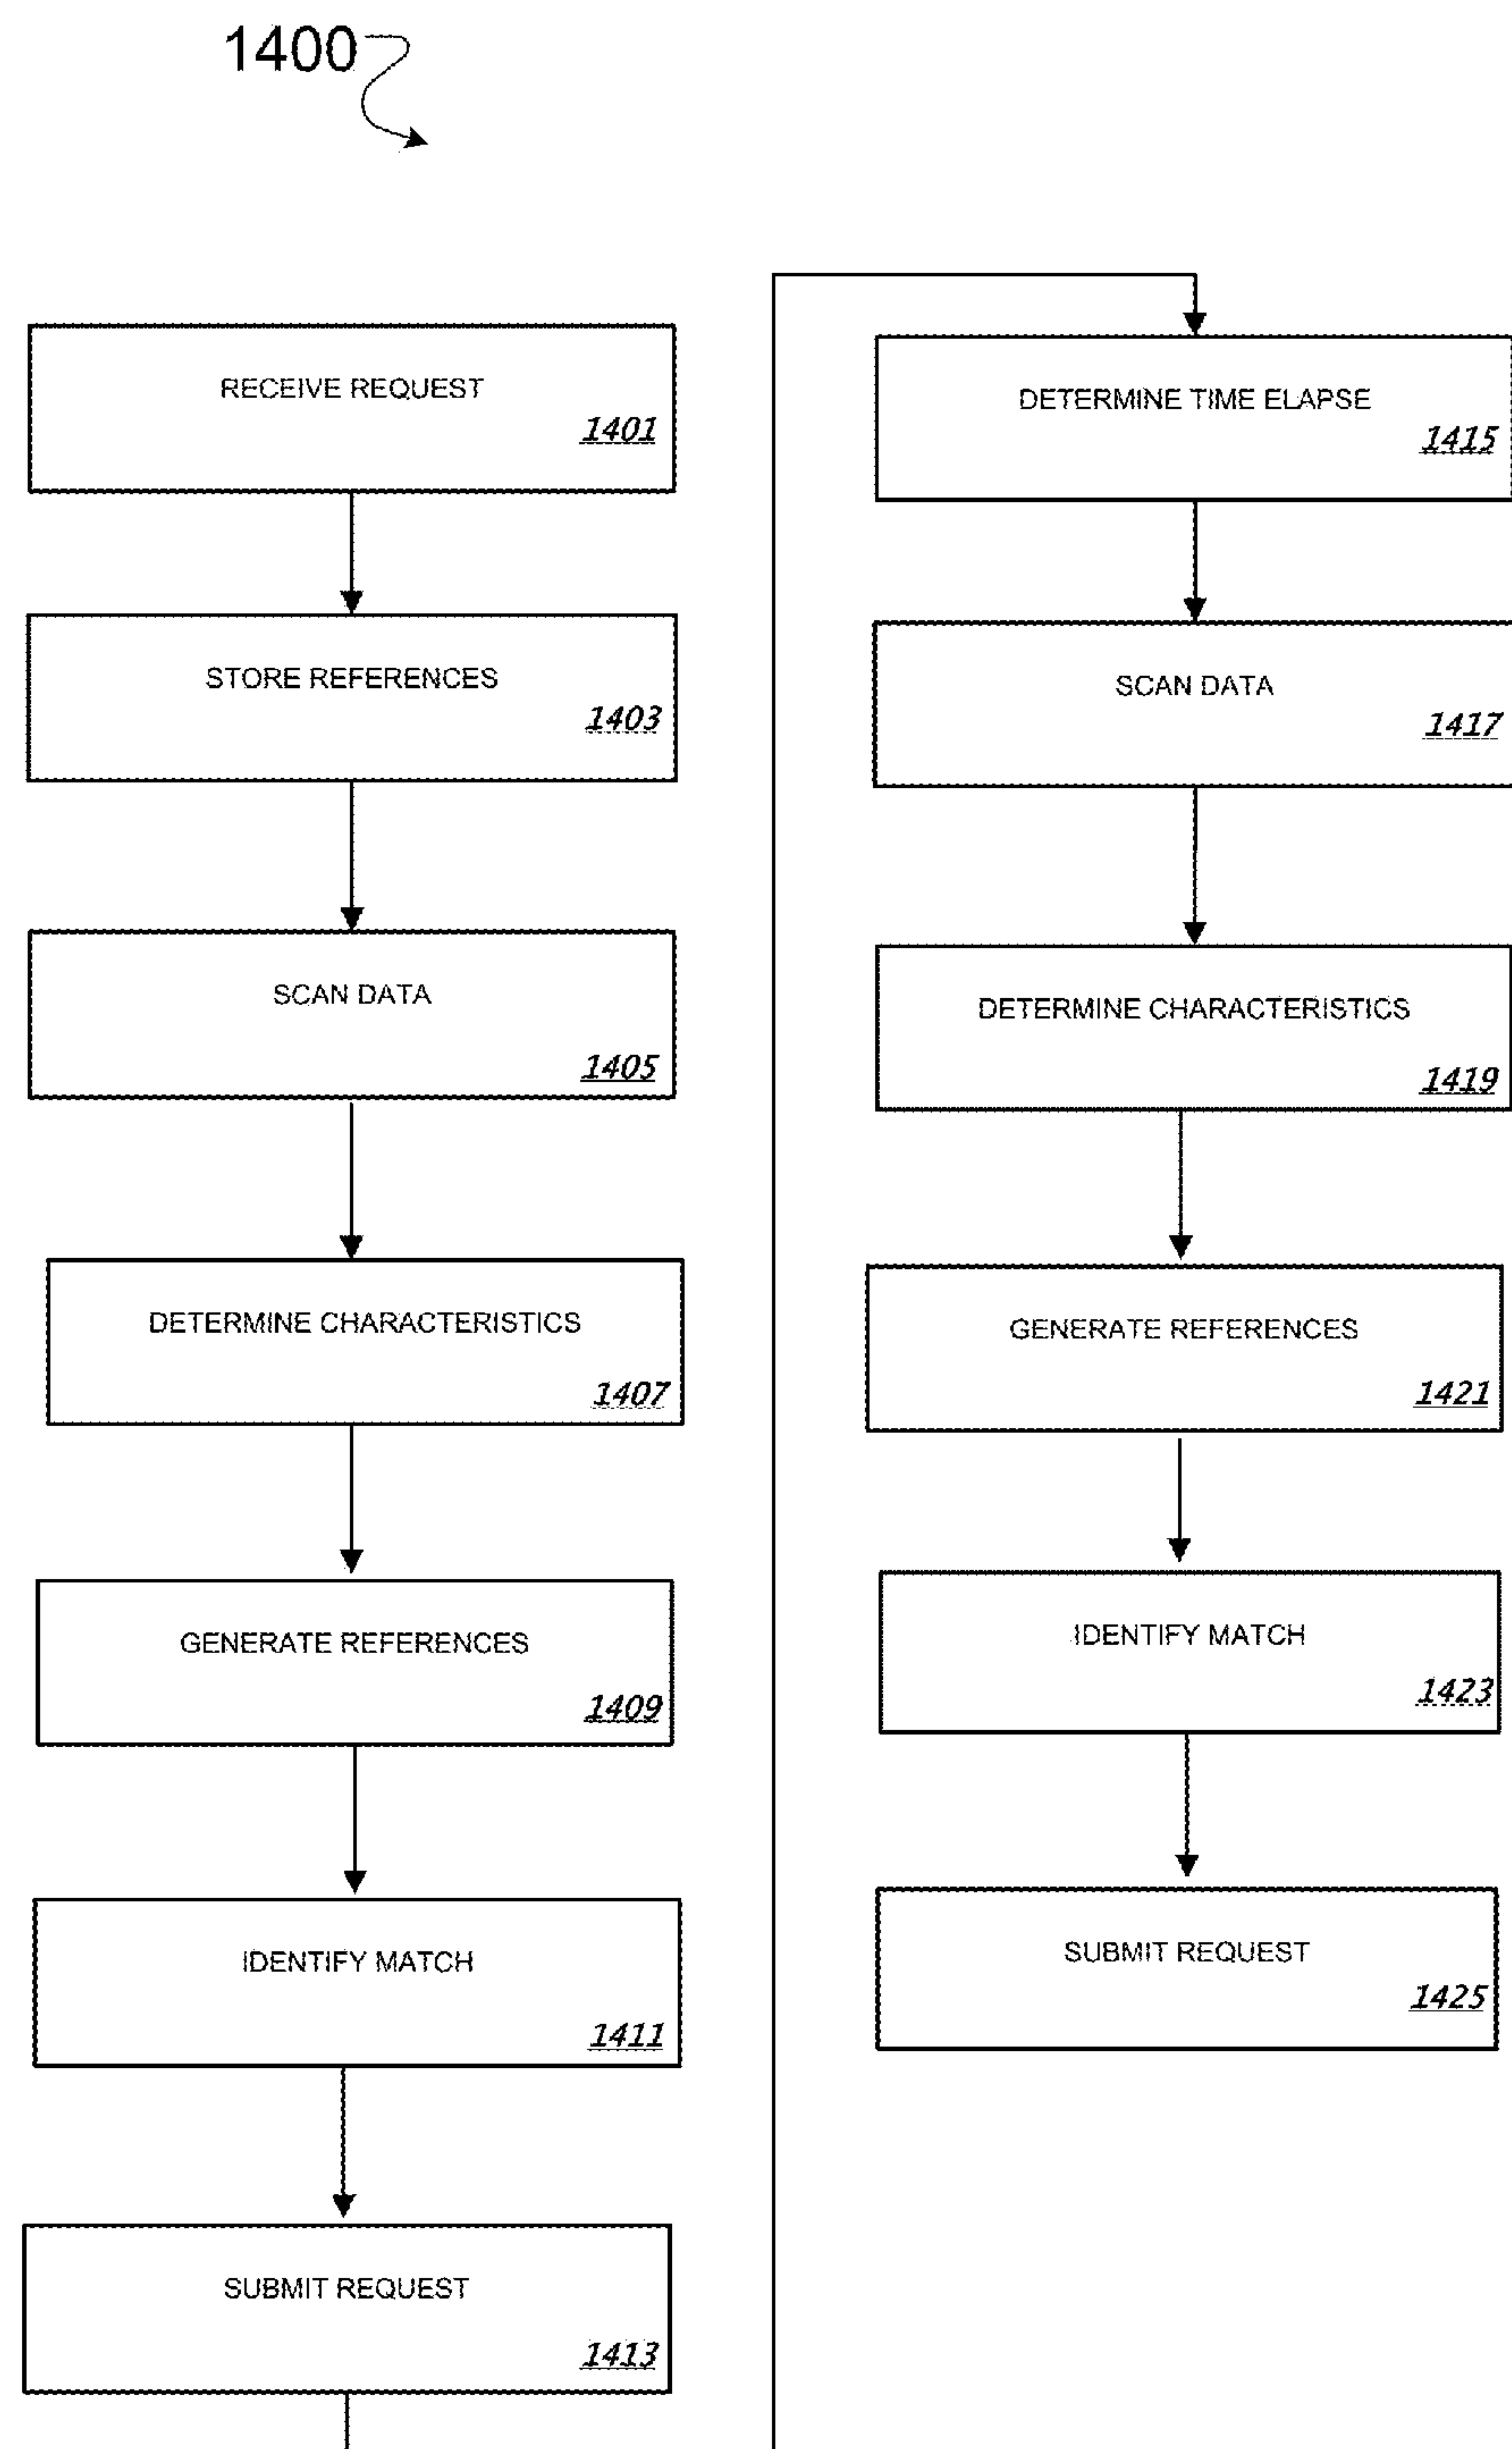 1400
RECEIVE REQUEST
1401
STORE REFERENCES
1403
SCAN DATA
1405
DETERMINE CHARACTERISTICS
1407
GENERATE REFERENCES
1409
IDENTIFY MATCH
1411
SUBMIT REQUEST
1413
DETERMINE TIME ELAPSE
1415
SCAN DATA
1417
DETERMINE CHARACTERISTICS
1419
GENERATE REFERENCES
1421
IDENTIFY MATCH
1423
SUBMIT REQUEST
1425